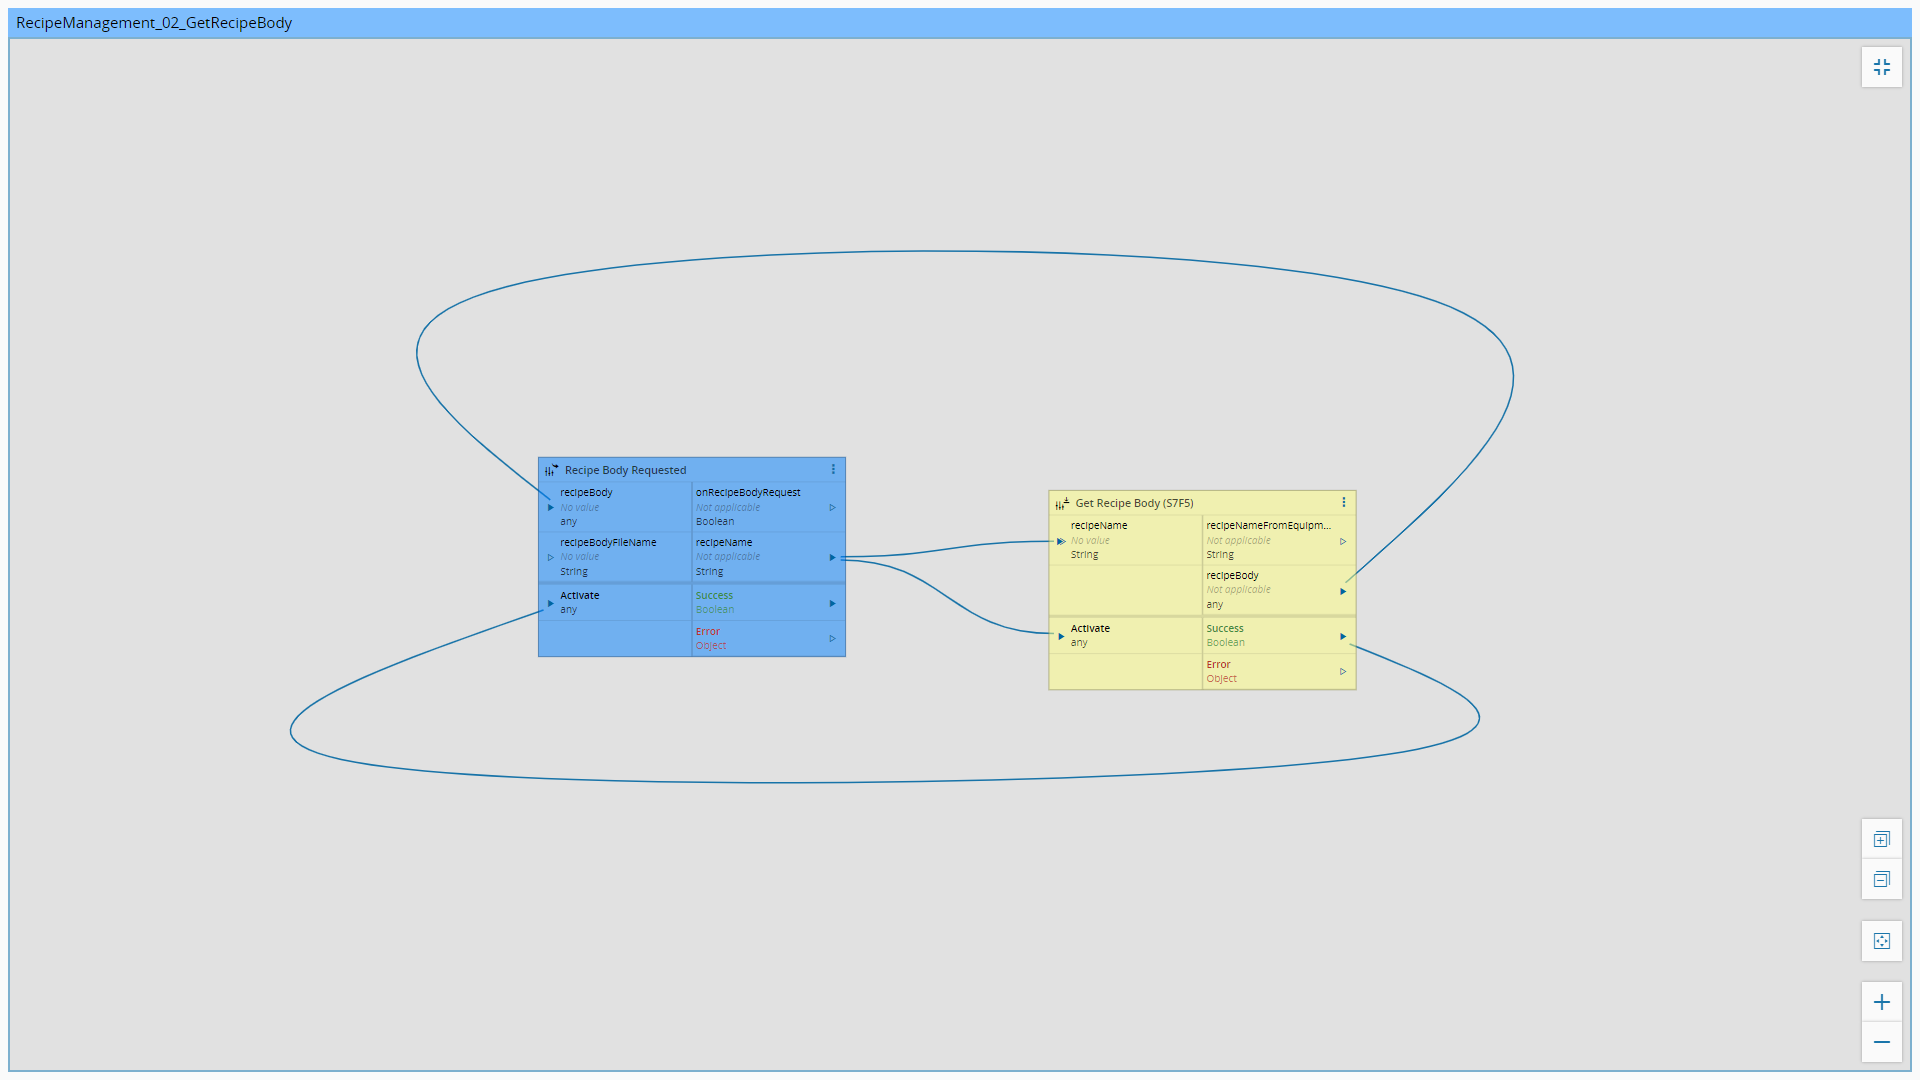 RecipeManagement_02_GetRecipeBody
Recipe Body Requested
recipeBody
No value
any
onRecipeBodyRequest
Not applicable
Boolean
recipeBodyFileName
No value
String
recipeName
Not applicable
String
Activate
any
Success
Boolean
Error
Object
Get Recipe Body (S7F5)
recipeName
No value
String
recipeNameFromEquipm...
Not applicable
String
recipeBody
Not applicable
any
Activate
any
Success
Boolean
Error
Object